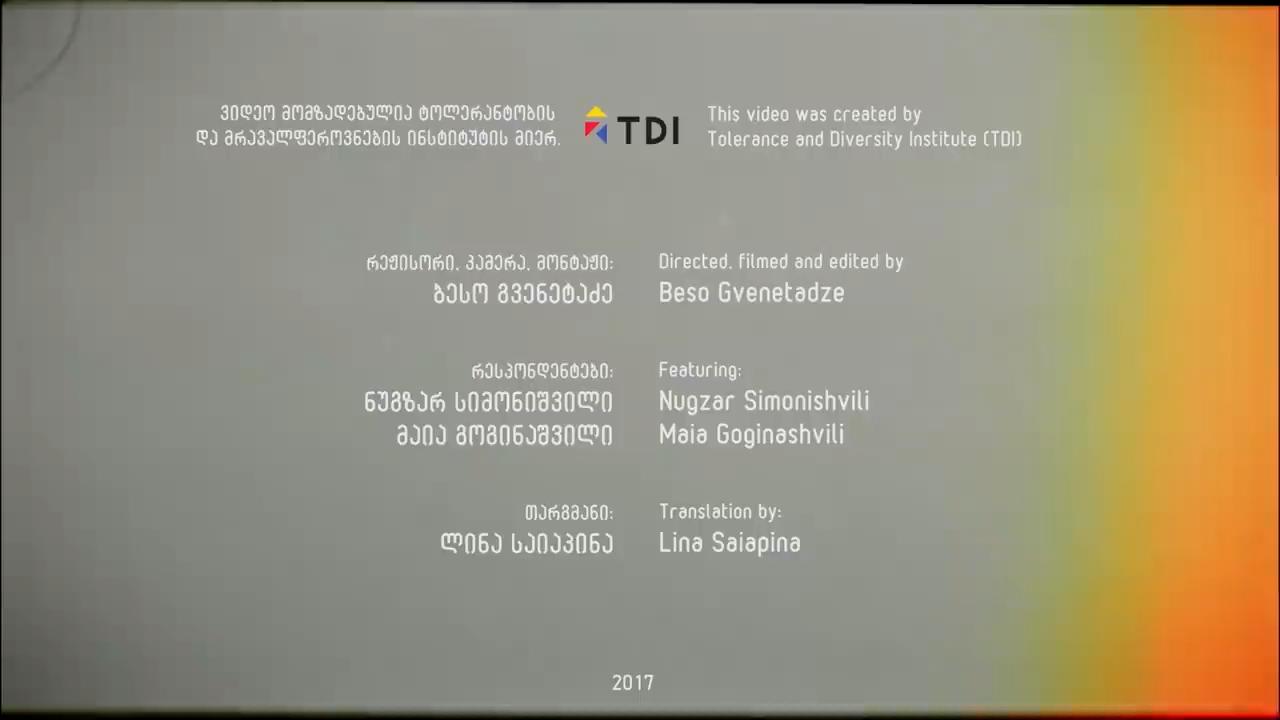 ვიდეო მომზადებულია ტოლერანტობის
და მრავალფეროვნების ინსტიტუტის მიერ.
TDI
This video was created by
Tolerance and Diversity Institute (TDI)
რეჟისორი, კამერა, მონტაჟი:
ბესო გვენეტაძე
Directed, filmed and edited by
Beso Gvenetadze
რესპონდენტები:
ნუგზარ სიმონიშვილი
მაია გოგინაშვილი
Featuring:
Nugzar Simonishvili
Maia Goginashvili
თარგმანი:
ლინა საიაპინა
Translation by:
Lina Saiapina
2017